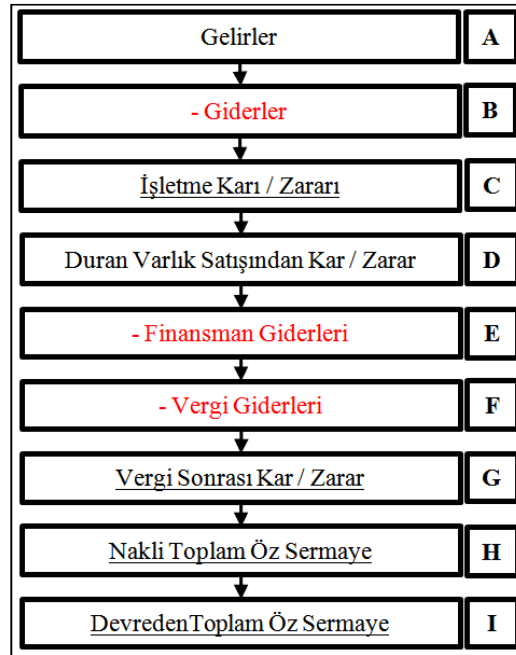 Gelirler A
- Giderler B
İşletme Karı / Zararı C
Duran Varlık Satışından Kar / Zarar D
- Finansman Giderleri E
- Vergi Giderleri F
Vergi Sonrası Kar / Zarar G
Nakli Toplam Öz Sermaye H
DevredenToplam Öz Sermaye I